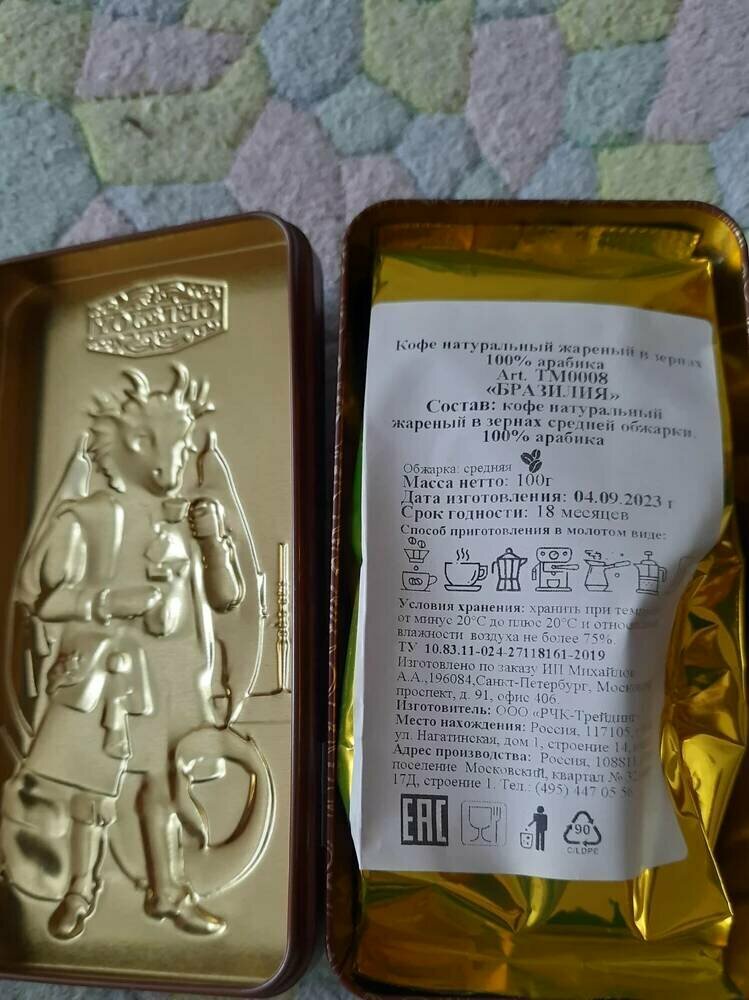 Кофе натуральный жареный в зернах
100% арабика
Art. TM0008
«БРАЗИЛИЯ»
Состав: кофе натуральный
жареный в зернах средней обжарки.
100% арабика
Обжарка: средняя
Масса нетто: 100г
Дата изготовления: 04.09.2023 г
Срок годности: 18 месяцев
Способ приготовления в молотом виде:
Условия хранения: хранить при
от минус 20°С до плюс 20°С и
влажности воздуха не более 75%.
ТУ 10.83.11-024-27118161-2019
Изготовлено по заказу ИП
А.А.,196084,Санкт-Петербург,
проспект, д. 91, офис 406.
Изготовитель: ООО «РЧК-Трейдинг
Место нахождения: Россия, 117105,
ул. Нагатинская, дом 1, строение 14,
Адрес производства: Россия,
поселение Московский, квартал №
17Д, строение 1. Тел.: (495) 447 05
EAC
90
C/LDPE